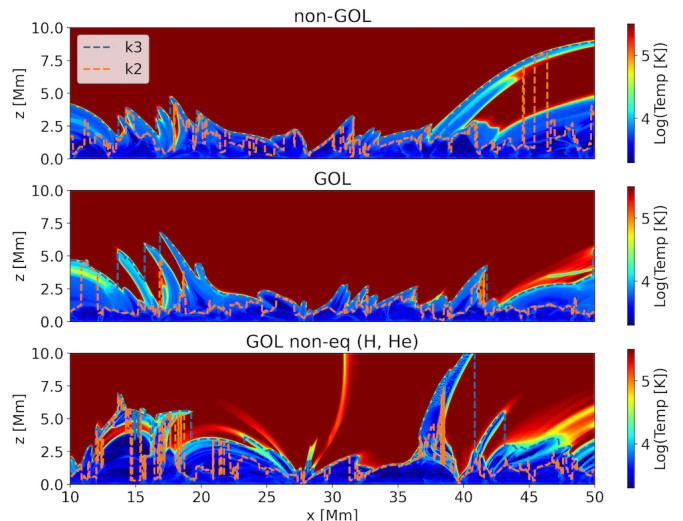 non-GOL
10.0
7.5
5.0
2.5
0.0
z [Mm]
k3
k2
5
4
Log(Temp [K])
GOL
10.0
7.5
5.0
2.5
0.0
z [Mm]
5
4
Log(Temp [K])
GOL non-eq (H, He)
10.0
7.5
5.0
2.5
0.0
z [Mm]
5
4
Log(Temp [K])
10 15 20 25 30 35 40 45 50
x [Mm]